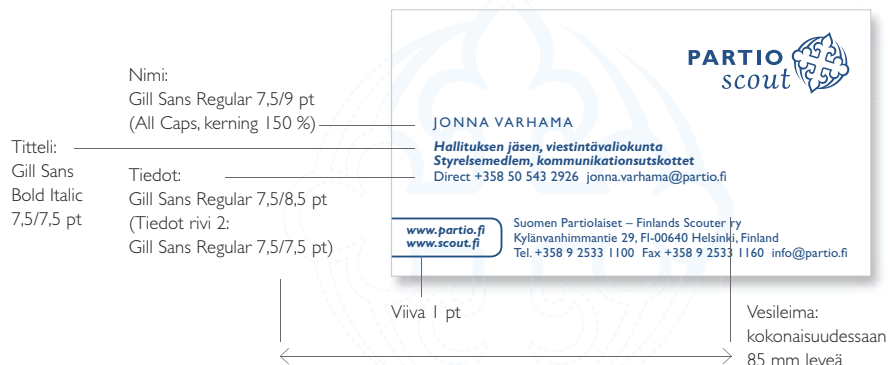 Nimi:
Gill Sans Regular 7,5/9 pt
(All Caps, kerning 150 %)
Titteli:
Gill Sans
Bold Italic
7,5/7,5 pt
Tiedot:
Gill Sans Regular 7,5/8,5 pt
(Tiedot rivi 2:
Gill Sans Regular 7,5/7,5 pt)
PARTIO
scout
JONNA VARHAMA
Hallituksen jäsen, viestintävaliokunta
Styrelsemedlem, kommunikationsutskottet
Direct +358 50 543 2926 jonna.varhama@partio.fi
www.partio.fi
www.scout.fi
Suomen Partiolaiset – Finlands Scouter ry
Kylänvanhimmantie 29, FI-00640 Helsinki, Finland
Tel. +358 9 2533 1100 Fax +358 9 2533 1160 info@partio.fi
Viiva 1 pt
Vesileima:
kokonaisuudessaan
85 mm leveä